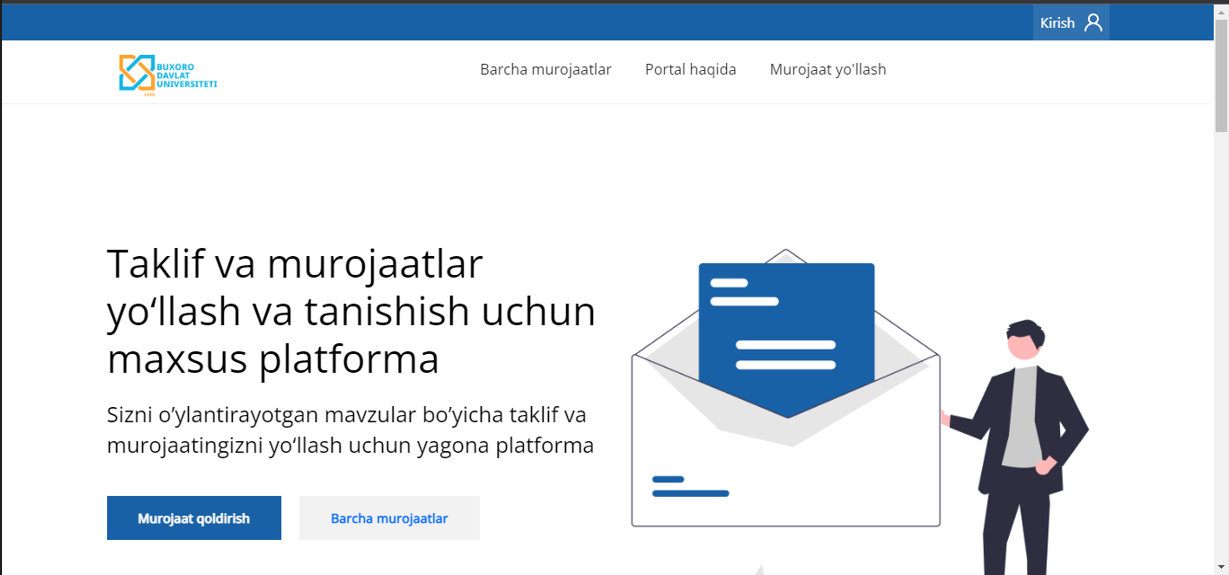 Kirish
BUXORO
DAVLAT
UNIVERSITETI
Barcha murojaatlar
Portal haqida
Murojaat yo'llash
Taklif va murojaatlar
yo‘llash va tanishish uchun
maxsus platforma
Sizni o’ylantirayotgan mavzular bo’yicha taklif va
murojaatingizni yo‘llash uchun yagona platforma
Murojaat qoldirish
Barcha murojaatlar